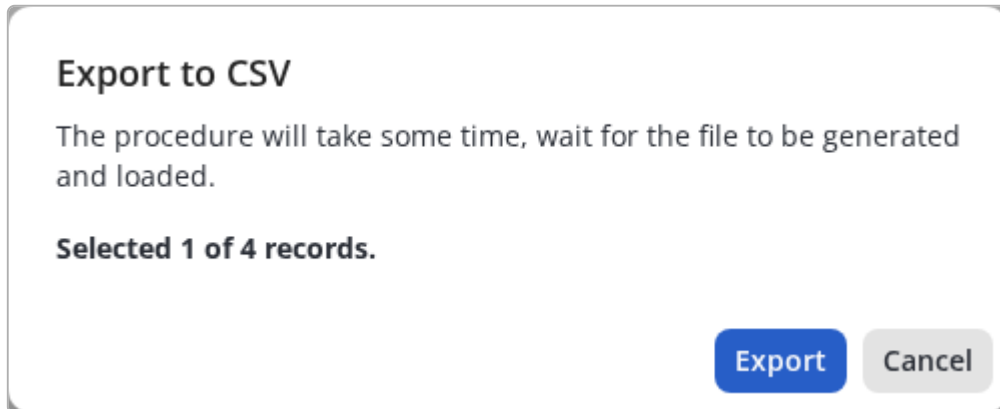 Export to CSV
The procedure will take some time, wait for the file to be generated
and loaded.
Selected 1 of 4 records.
Export
Cancel